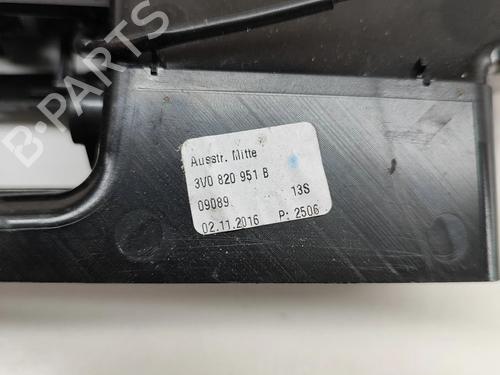 B-PARTS
Ausstr. Mitte
3V0 820 951 B
09089 13S
02.11.2016 P: 2506